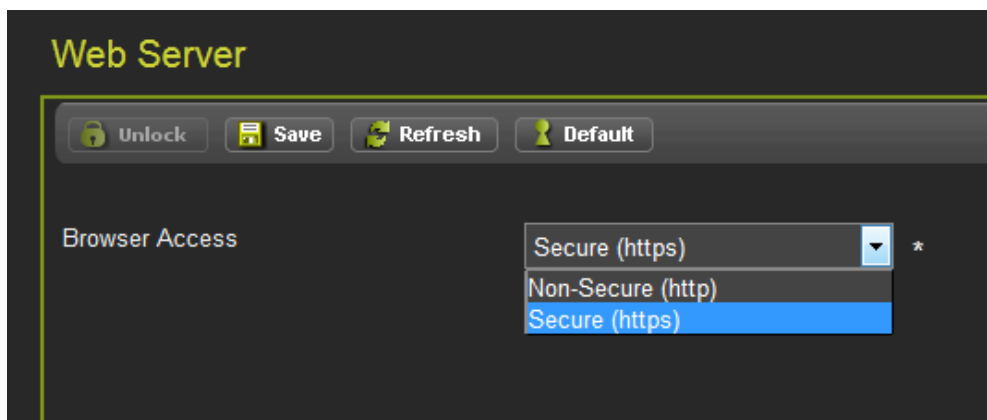 Web Server
Unlock Save Refresh Default
Browser Access Secure (https) *
Non-Secure (http)
Secure (https)